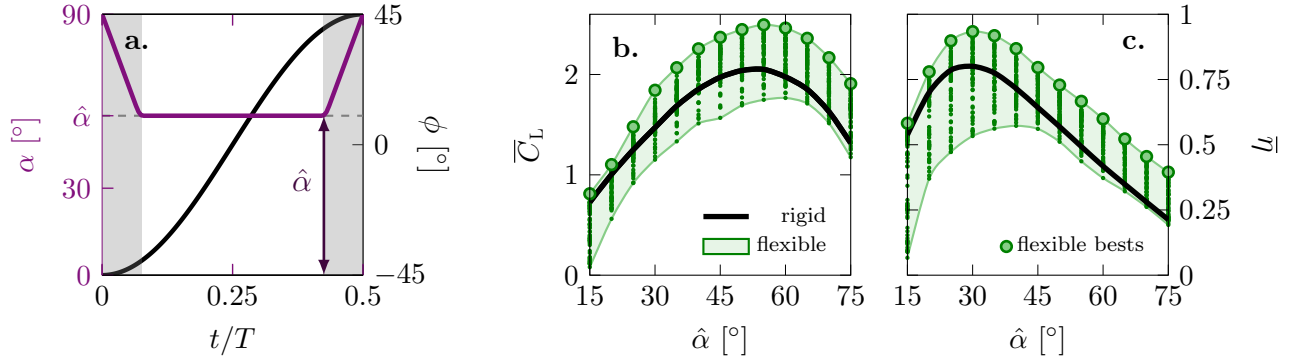 a.
90
60
30
0
α [°]
α̂
α̂
45
0
−45
ϕ [°]
0
0.25
0.5
t/T
b.
2
1
0
C̅L
rigid
flexible
15
30
45
60
75
α̂ [°]
c.
1
0.75
0.5
0.25
0
η̅
flexible bests
15
30
45
60
75
α̂ [°]